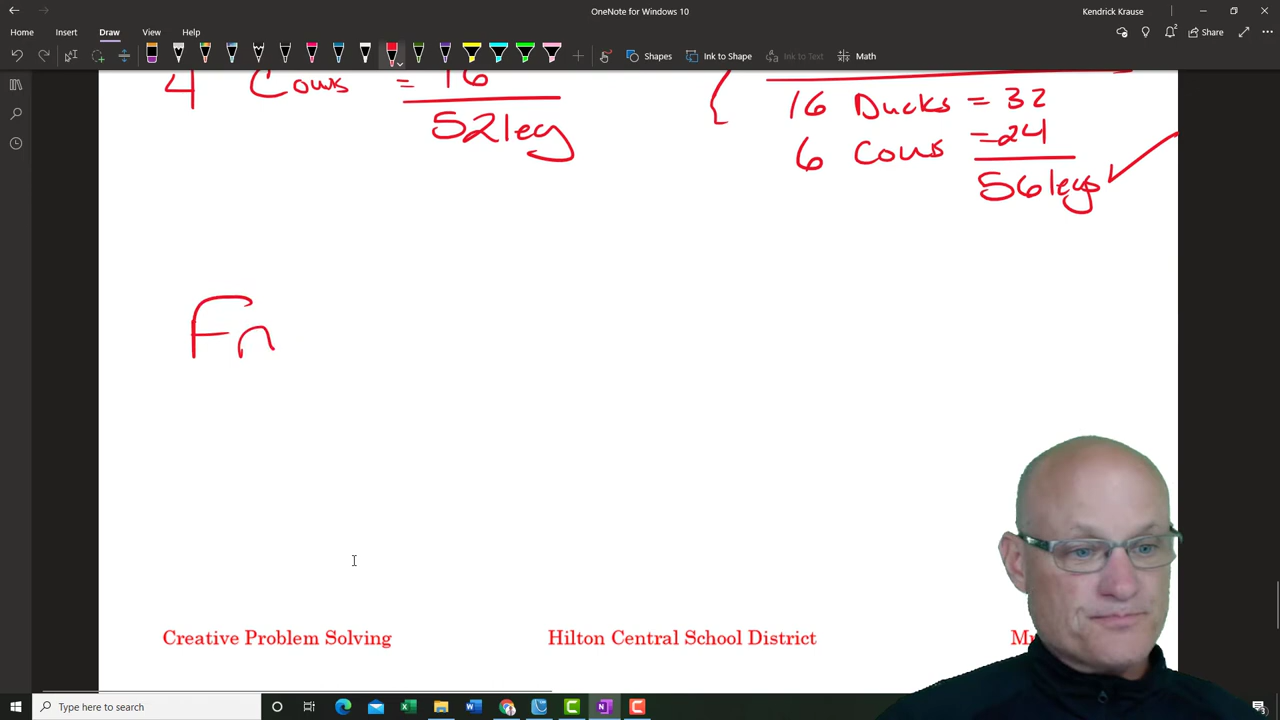 OneNote for Windows 10
Kendrick Krause
Home Insert Draw View Help
Share
Shapes
Ink to Shape
Ink to Text
Math
4 Cows = 16
52 leg
16 Ducks = 32
6 Cows = 24
56 legs
Fn
Creative Problem Solving
Hilton Central School District
Type here to search